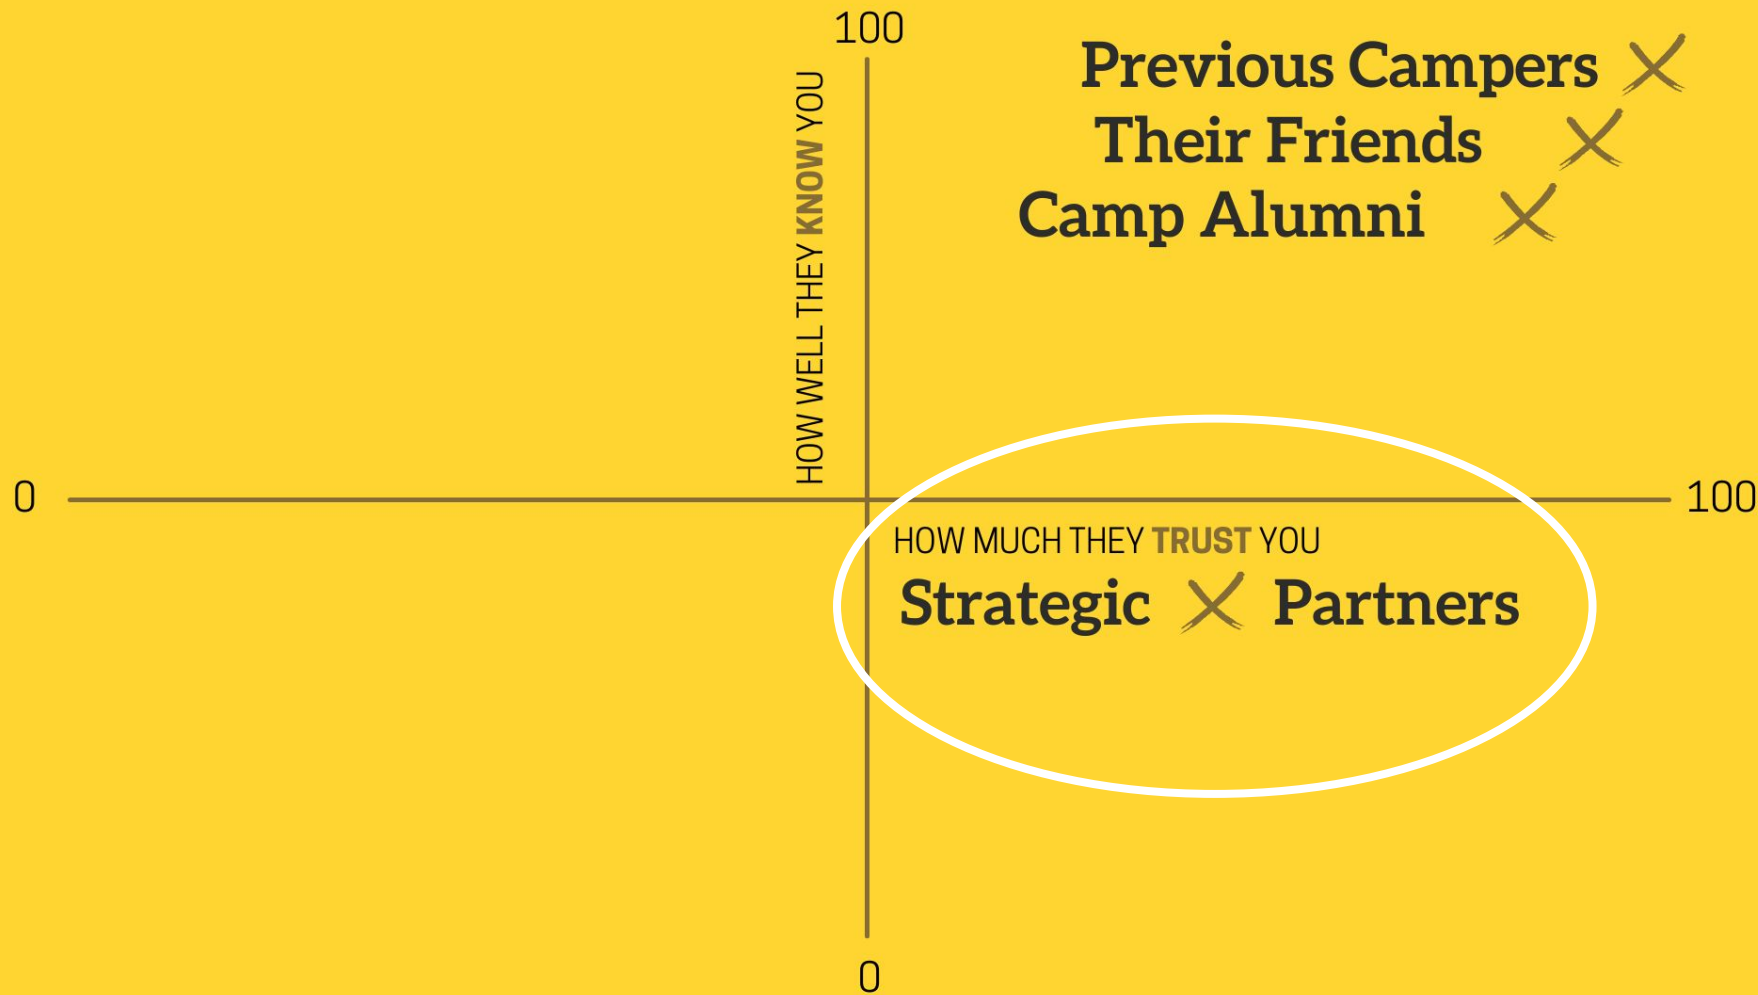 100
Previous Campers
Their Friends
Camp Alumni
HOW WELL THEY KNOW YOU
0
100
HOW MUCH THEY TRUST YOU
Strategic Partners
0